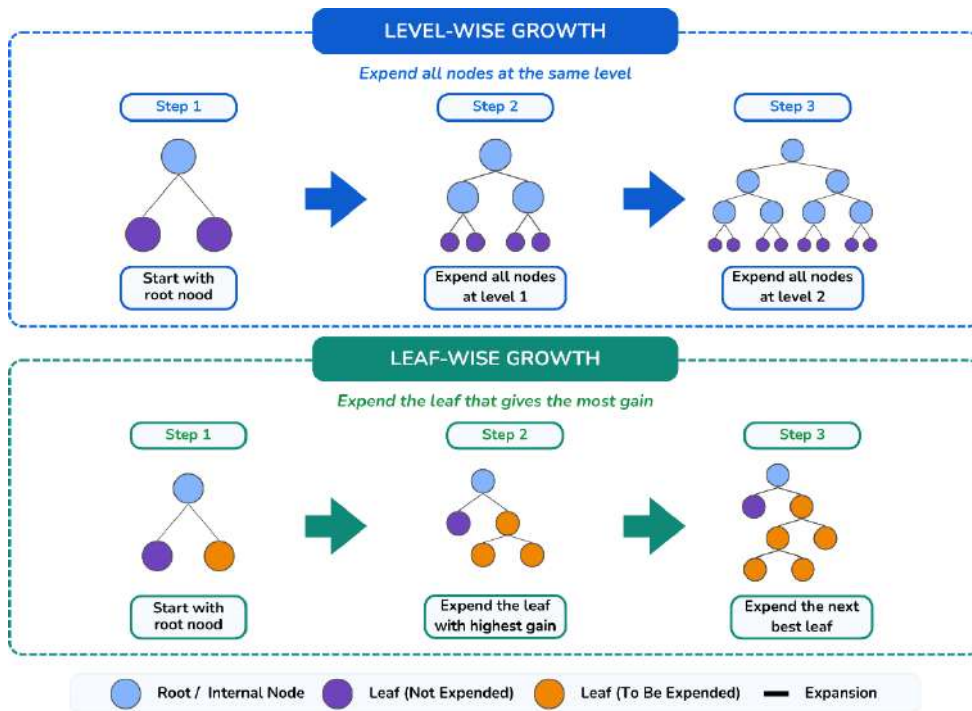 LEVEL-WISE GROWTH
Expend all nodes at the same level
Step 1
Step 2
Step 3
Start with
root nood
Expend all nodes
at level 1
Expend all nodes
at level 2
LEAF-WISE GROWTH
Expend the leaf that gives the most gain
Step 1
Step 2
Step 3
Start with
root nood
Expend the leaf
with highest gain
Expend the next
best leaf
Root / Internal Node
Leaf (Not Expended)
Leaf (To Be Expended)
Expansion